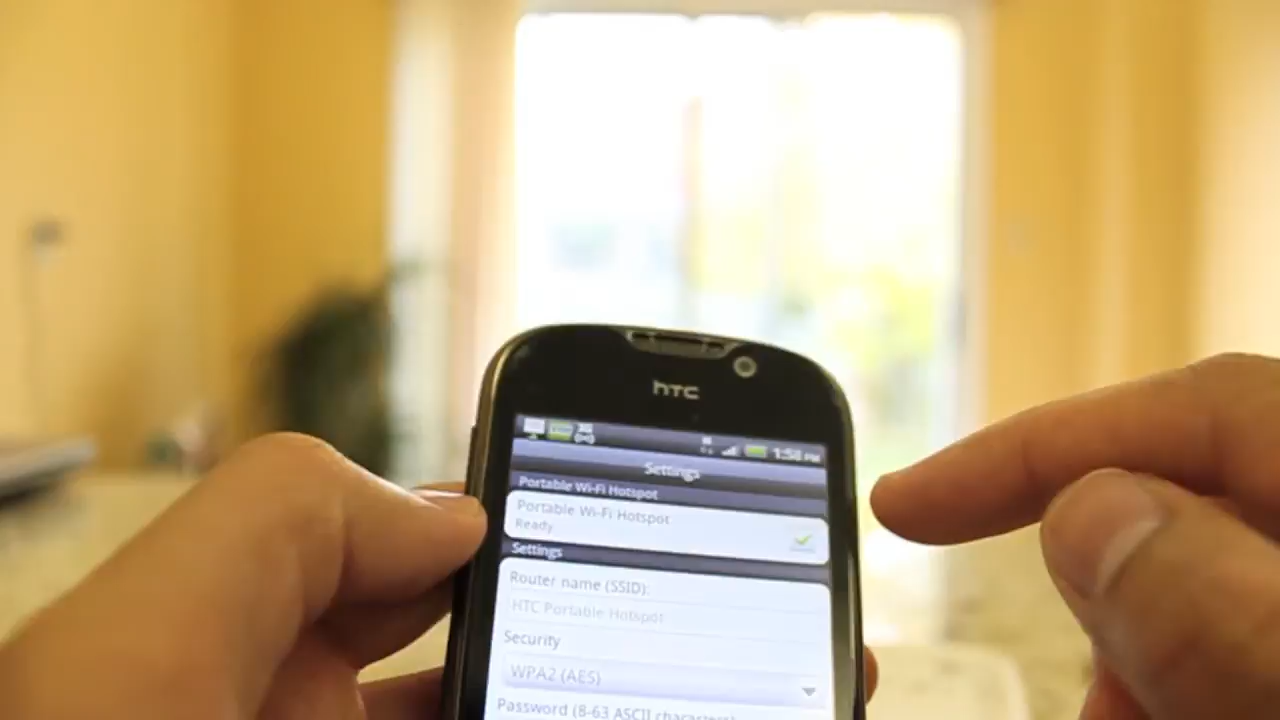 hTC
1:58 PM
Settings
Portable Wi-Fi Hotspot
Portable Wi-Fi Hotspot
Ready
Settings
Router name (SSID):
HTC Portable Hotspot
Security
WPA2 (AES)
Password (8-63 ASCII characters)